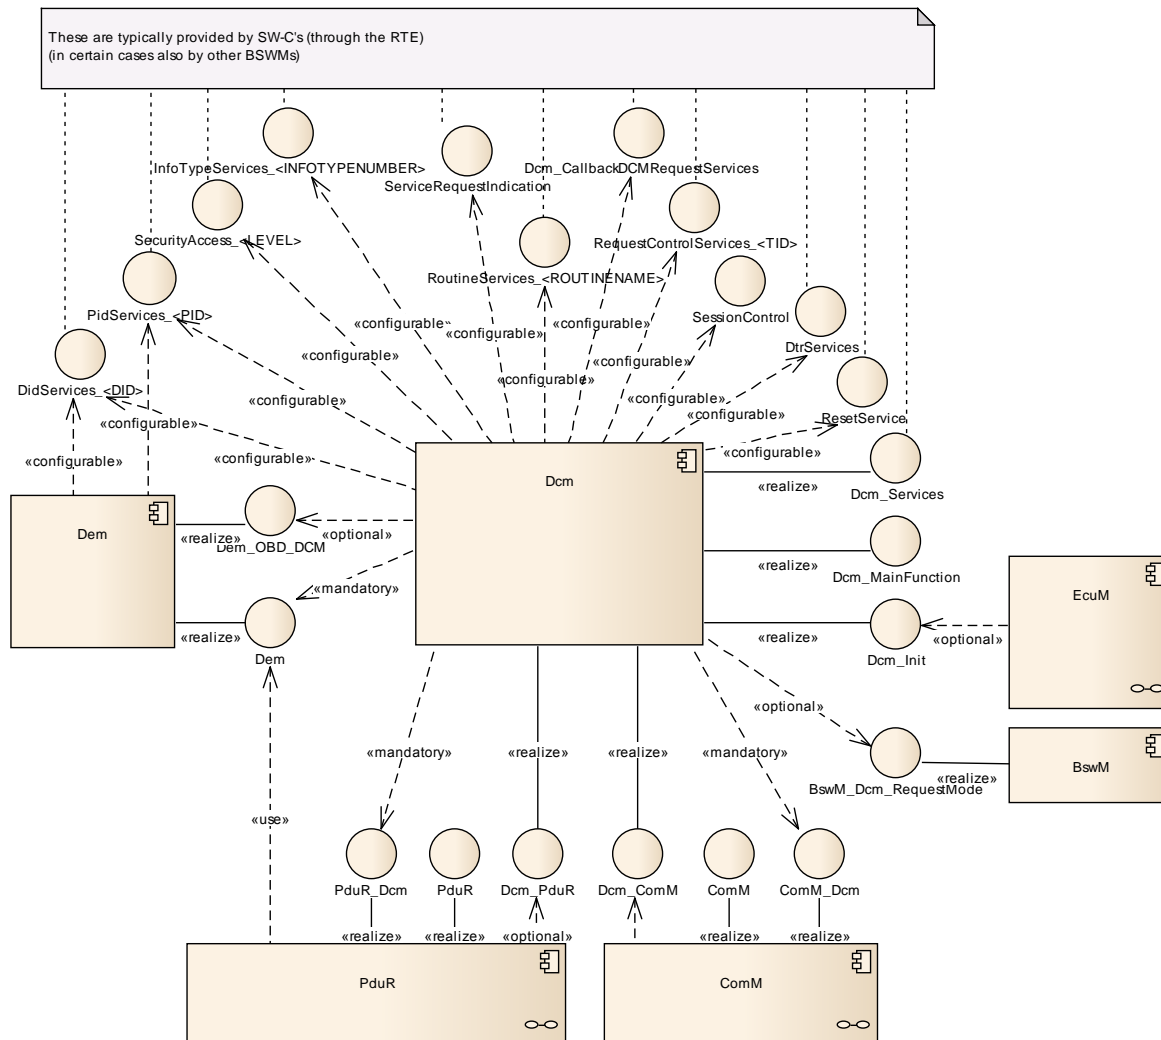 These are typically provided by SW-C's (through the RTE)
(in certain cases also by other BSWMs)
InfoTypeServices_<INFOTYPENUMBER>
Dcm_CallbackDCMRequestServices
ServiceRequestIndication
SecurityAccess_<LEVEL>
RequestControlServices_<TID>
RoutineServices_<ROUTINENAME>
PidServices_<PID>
SessionControl
«configurable»
«configurable»
«configurable»
DtrServices
«configurable»
«configurable»
«configurable»
DidServices_<DID>
«configurable»
«configurable»
«configurable»
«configurable»
ResetService
«configurable»
«configurable»
«configurable»
«configurable»
Dcm
«realize»
Dcm_Services
Dem
«realize»
Dem_OBD_DCM
«optional»
«realize»
Dcm_MainFunction
«mandatory»
EcuM
«realize»
Dem
«realize»
Dcm_Init
«optional»
«optional»
«mandatory»
«realize»
«realize»
«mandatory»
BswM_Dcm_RequestMode
«realize»
BswM
«use»
PduR_Dcm
PduR
Dcm_PduR
Dcm_ComM
ComM
ComM_Dcm
«realize»
«realize»
«optional»
«realize»
«realize»
PduR
ComM